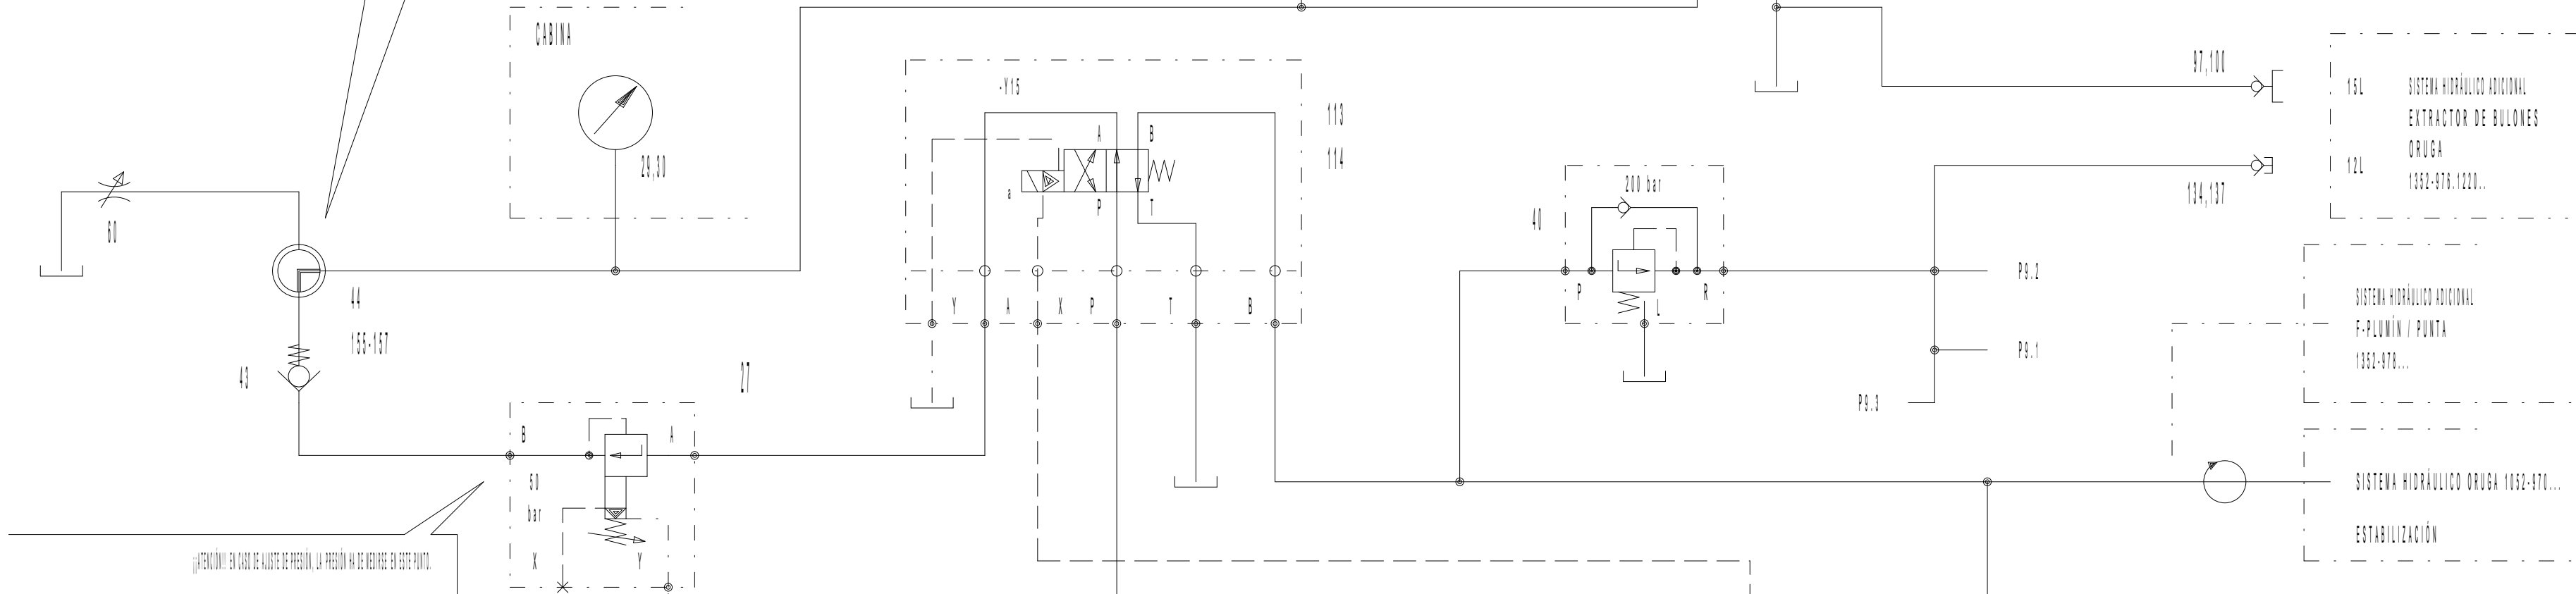 CABINA
29,30
60
44
155-157
43
27
B
A
50
bar
X
Y
¡¡ATENCIÓN!! EN CASO DE AJUSTE DE PRESIÓN, LA PRESIÓN HA DE MEDIRSE EN ESTE PUNTO.
-Y15
A
B
a
P
T
113
114
Y
A
X
P
T
B
40
200 bar
P
R
L
97,100
134,137
P9.2
P9.1
P9.3
15L
SISTEMA HIDRÁULICO ADICIONAL
EXTRACTOR DE BULONES
ORUGA
12L
1352-976.1220..
SISTEMA HIDRÁULICO ADICIONAL
F-PLUMÍN / PUNTA
1352-978...
SISTEMA HIDRÁULICO ORUGA 1052-970...
ESTABILIZACIÓN